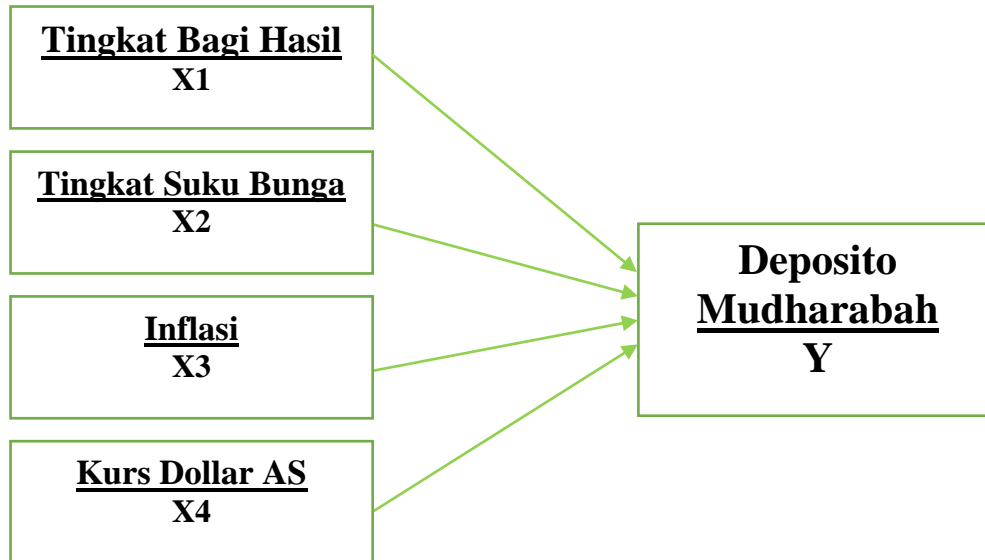 Tingkat Bagi Hasil
X1
Tingkat Suku Bunga
X2
Inflasi
X3
Kurs Dollar AS
X4
Deposito
Mudharabah
Y